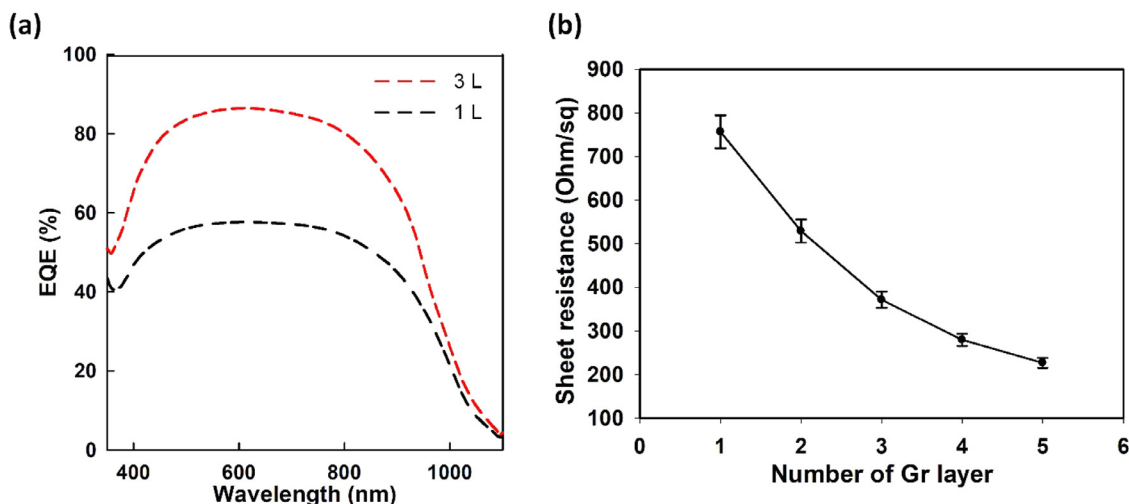 (a)
100
80
60
40
20
0
EQE (%)
3 L
1 L
400 600 800 1000
Wavelength (nm)
(b)
900
800
700
600
500
400
300
200
100
Sheet resistance (Ohm/sq)
0 1 2 3 4 5 6
Number of Gr layer